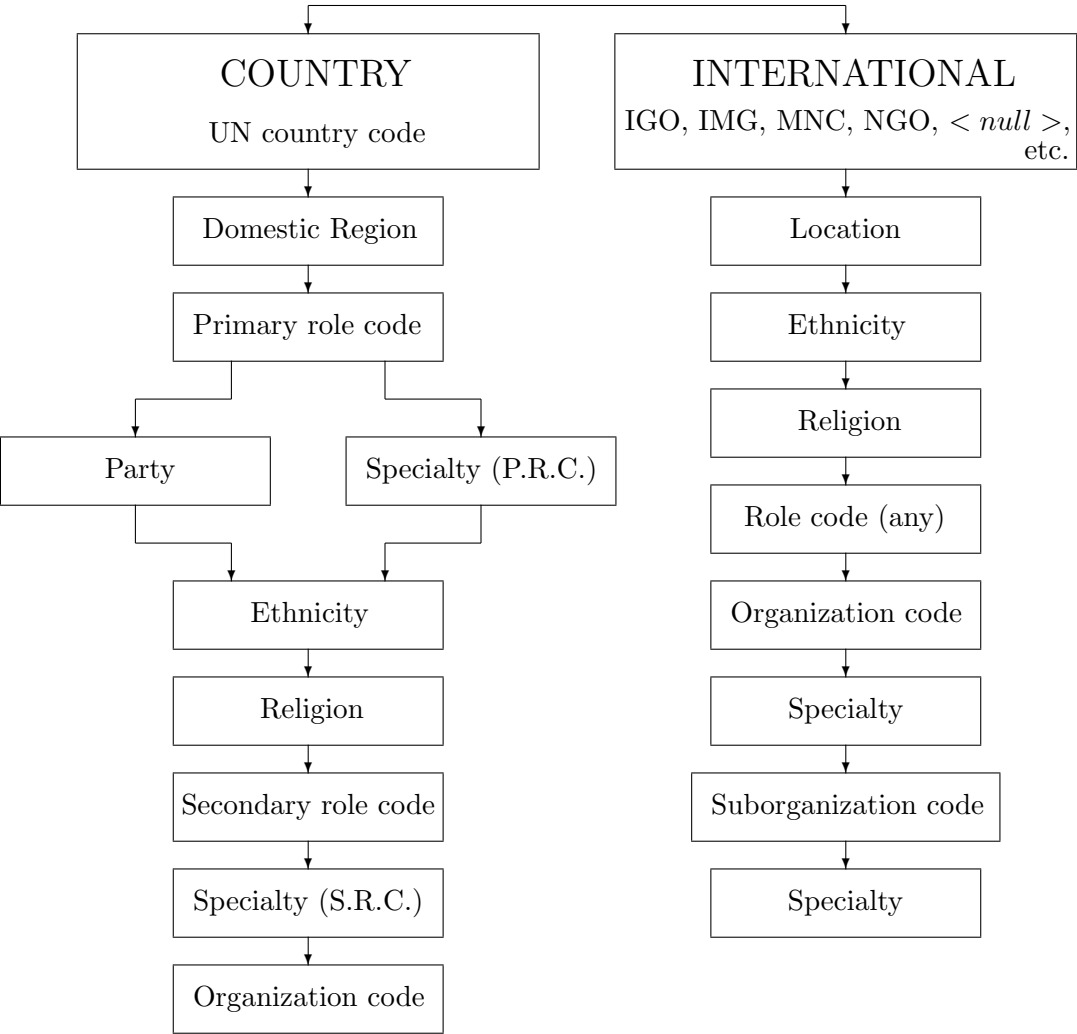 COUNTRY
UN country code
Domestic Region
Primary role code
Party
Specialty (P.R.C.)
Ethnicity
Religion
Secondary role code
Specialty (S.R.C.)
Organization code
INTERNATIONAL
IGO, IMG, MNC, NGO, < null >,
etc.
Location
Ethnicity
Religion
Role code (any)
Organization code
Specialty
Suborganization code
Specialty